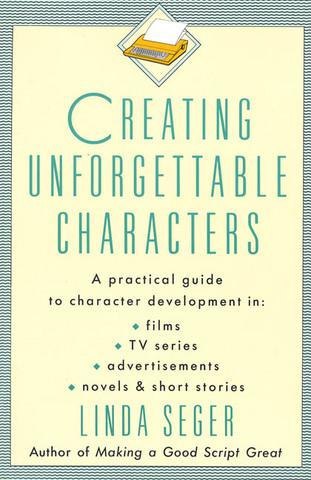 CREATING
UNFORGETTABLE
CHARACTERS
A practical guide
to character development in:
◆ films
◆ TV series
◆ advertisements
◆ novels & short stories
LINDA SEGER
Author of Making a Good Script Great